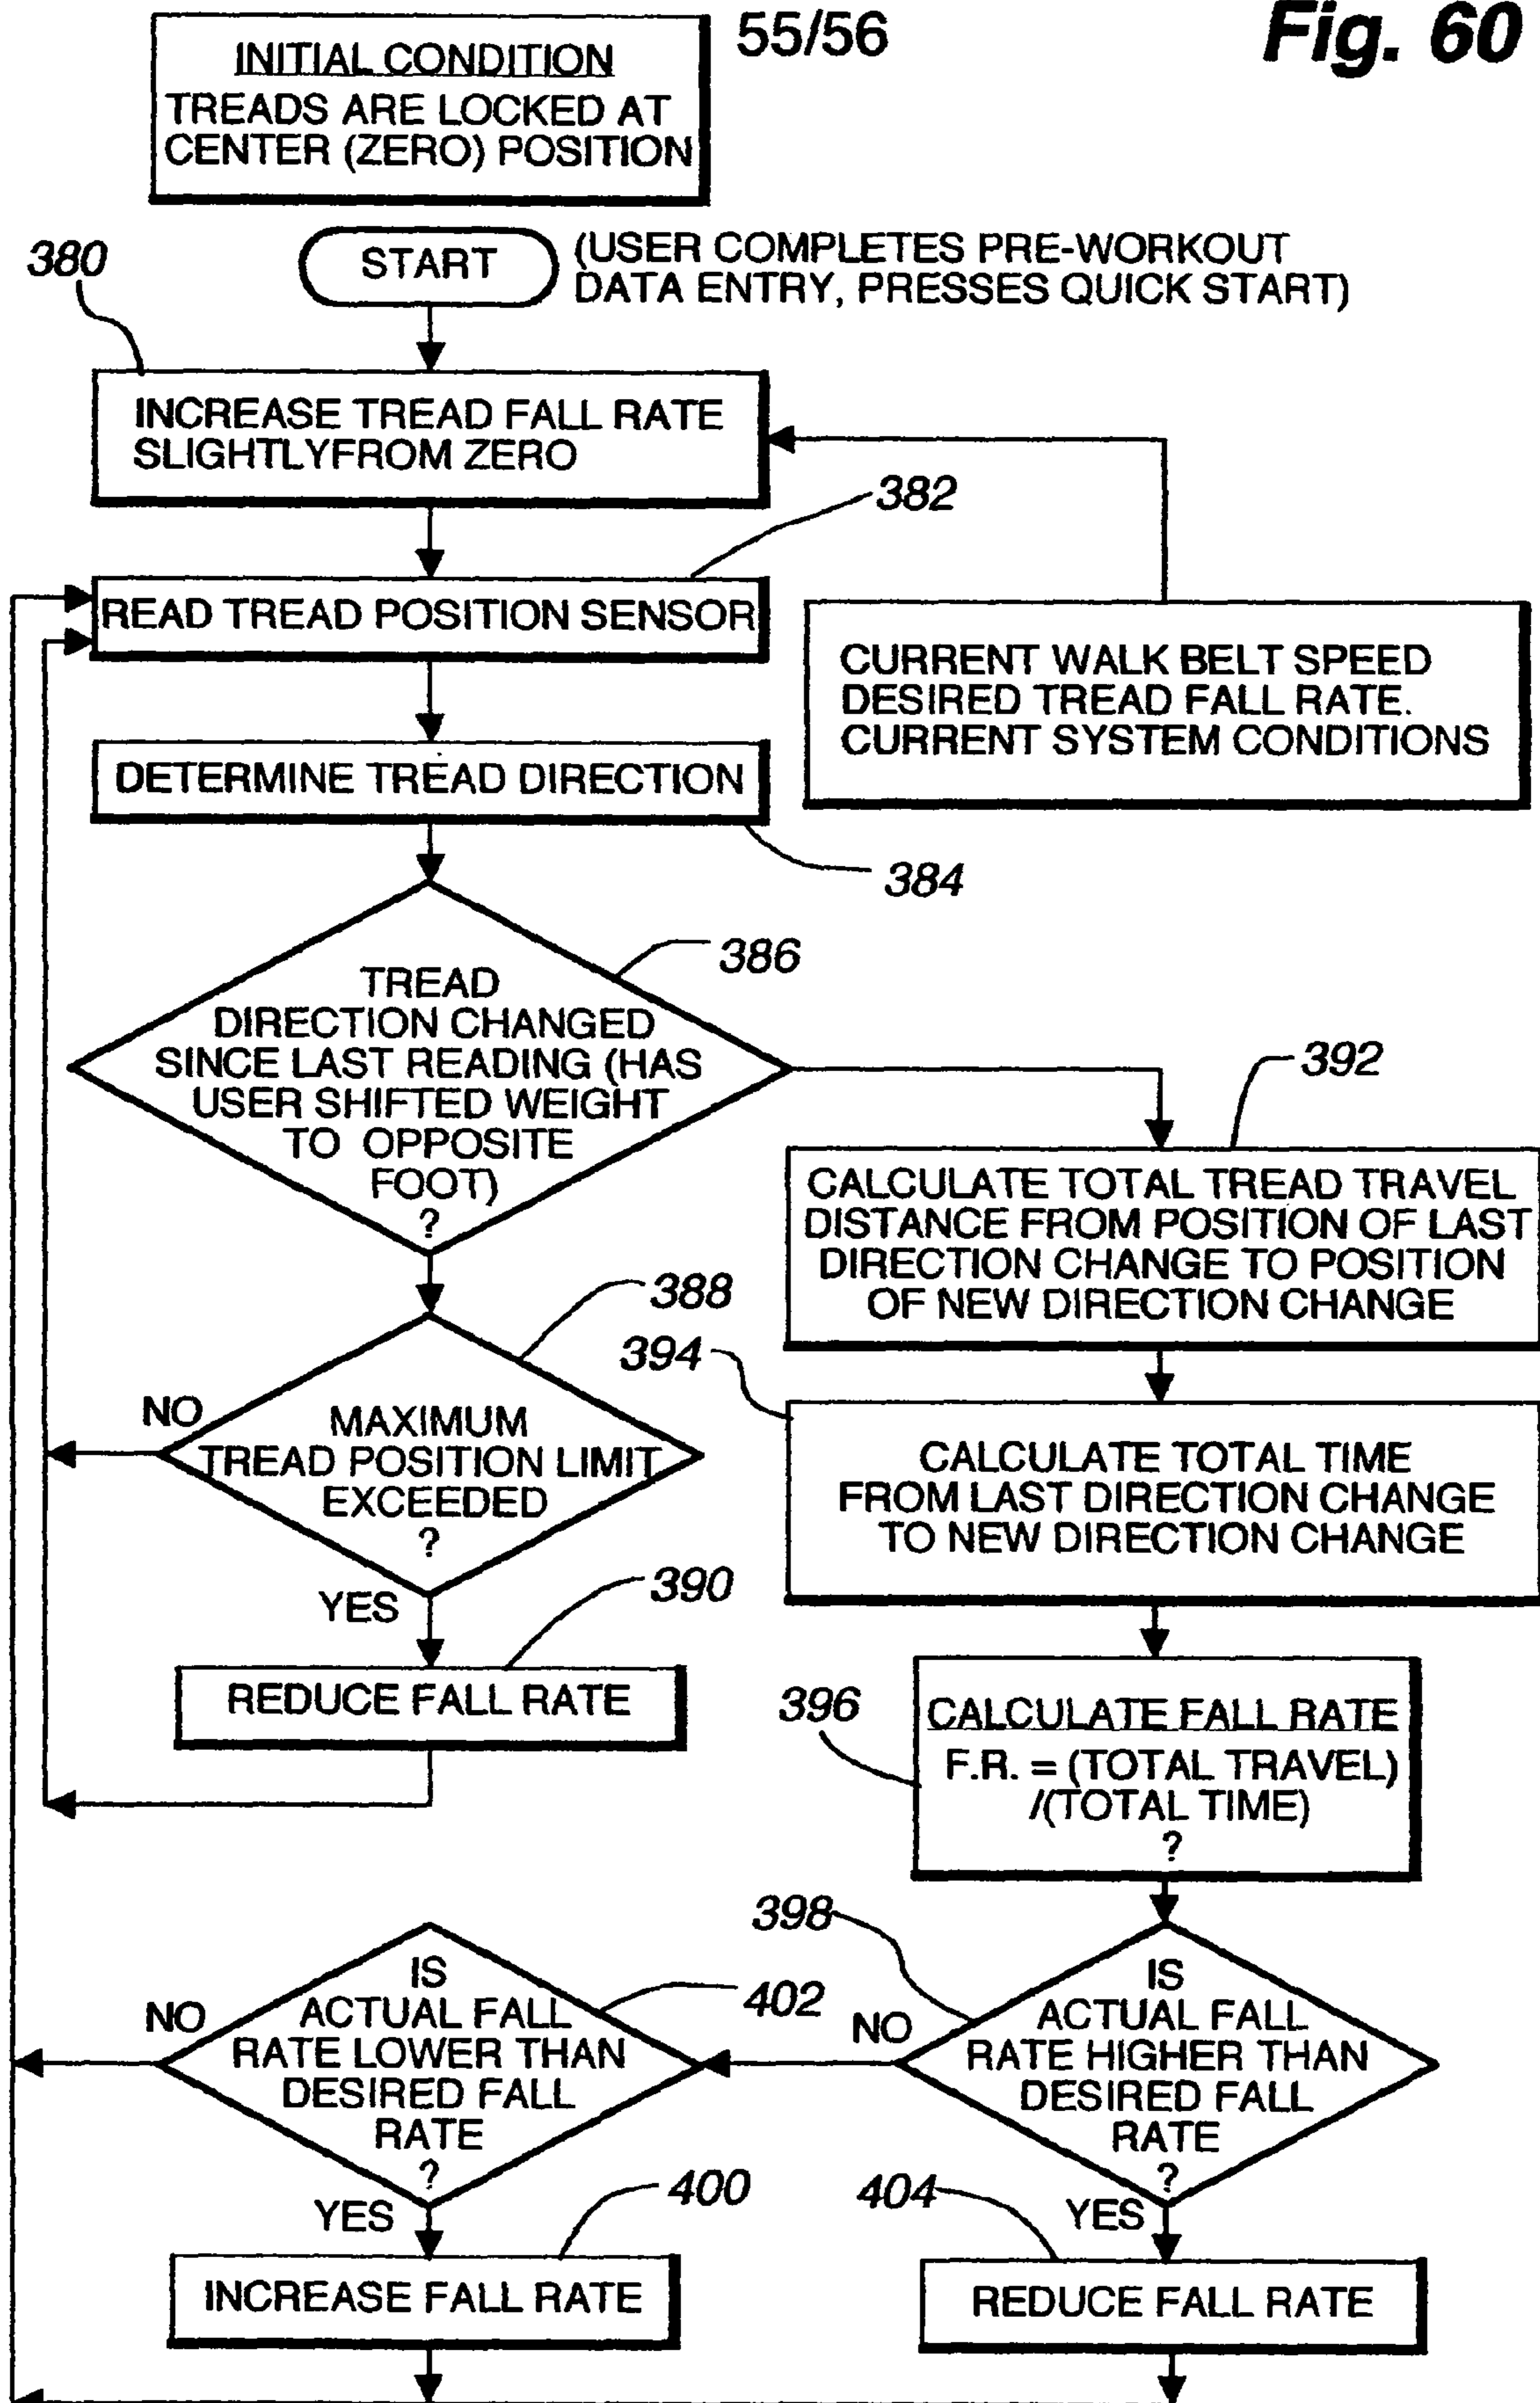 55/56
Fig. 60
INITIAL CONDITION
TREADS ARE LOCKED AT
CENTER (ZERO) POSITION
380
START
(USER COMPLETES PRE-WORKOUT
DATA ENTRY, PRESSES QUICK START)
INCREASE TREAD FALL RATE
SLIGHTLYFROM ZERO
382
READ TREAD POSITION SENSOR
CURRENT WALK BELT SPEED
DESIRED TREAD FALL RATE.
CURRENT SYSTEM CONDITIONS
DETERMINE TREAD DIRECTION
384
386
TREAD
DIRECTION CHANGED
SINCE LAST READING (HAS
USER SHIFTED WEIGHT
TO OPPOSITE
FOOT)
?
392
CALCULATE TOTAL TREAD TRAVEL
DISTANCE FROM POSITION OF LAST
DIRECTION CHANGE TO POSITION
OF NEW DIRECTION CHANGE
388
394
NO
MAXIMUM
TREAD POSITION LIMIT
EXCEEDED
?
CALCULATE TOTAL TIME
FROM LAST DIRECTION CHANGE
TO NEW DIRECTION CHANGE
YES
390
REDUCE FALL RATE
396
CALCULATE FALL RATE
F.R. = (TOTAL TRAVEL)
/(TOTAL TIME)
?
398
402
NO
IS
ACTUAL FALL
RATE LOWER THAN
DESIRED FALL
RATE
?
NO
IS
ACTUAL FALL
RATE HIGHER THAN
DESIRED FALL
RATE
?
YES
400
404
YES
INCREASE FALL RATE
REDUCE FALL RATE